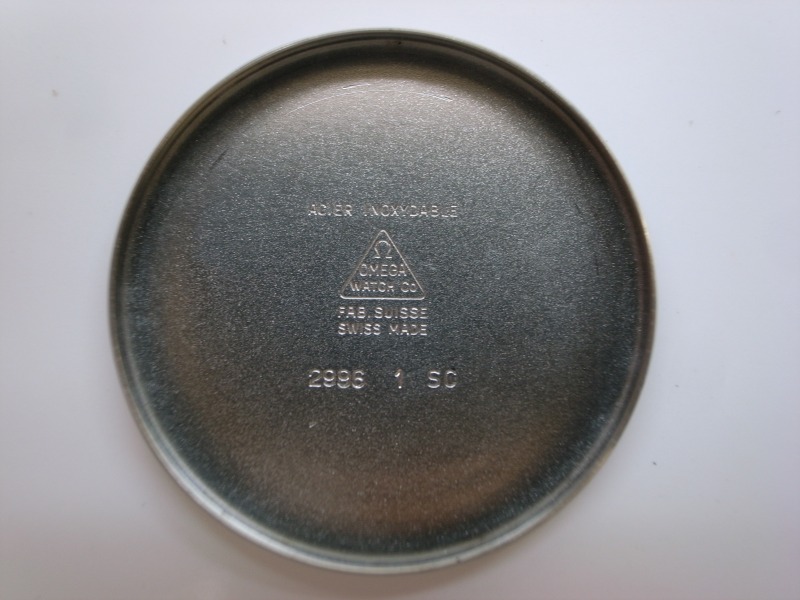 ACIER INOXYDABLE
Ω
OMEGA
WATCH Co
FAB. SUISSE
SWISS MADE
2996 1 SC